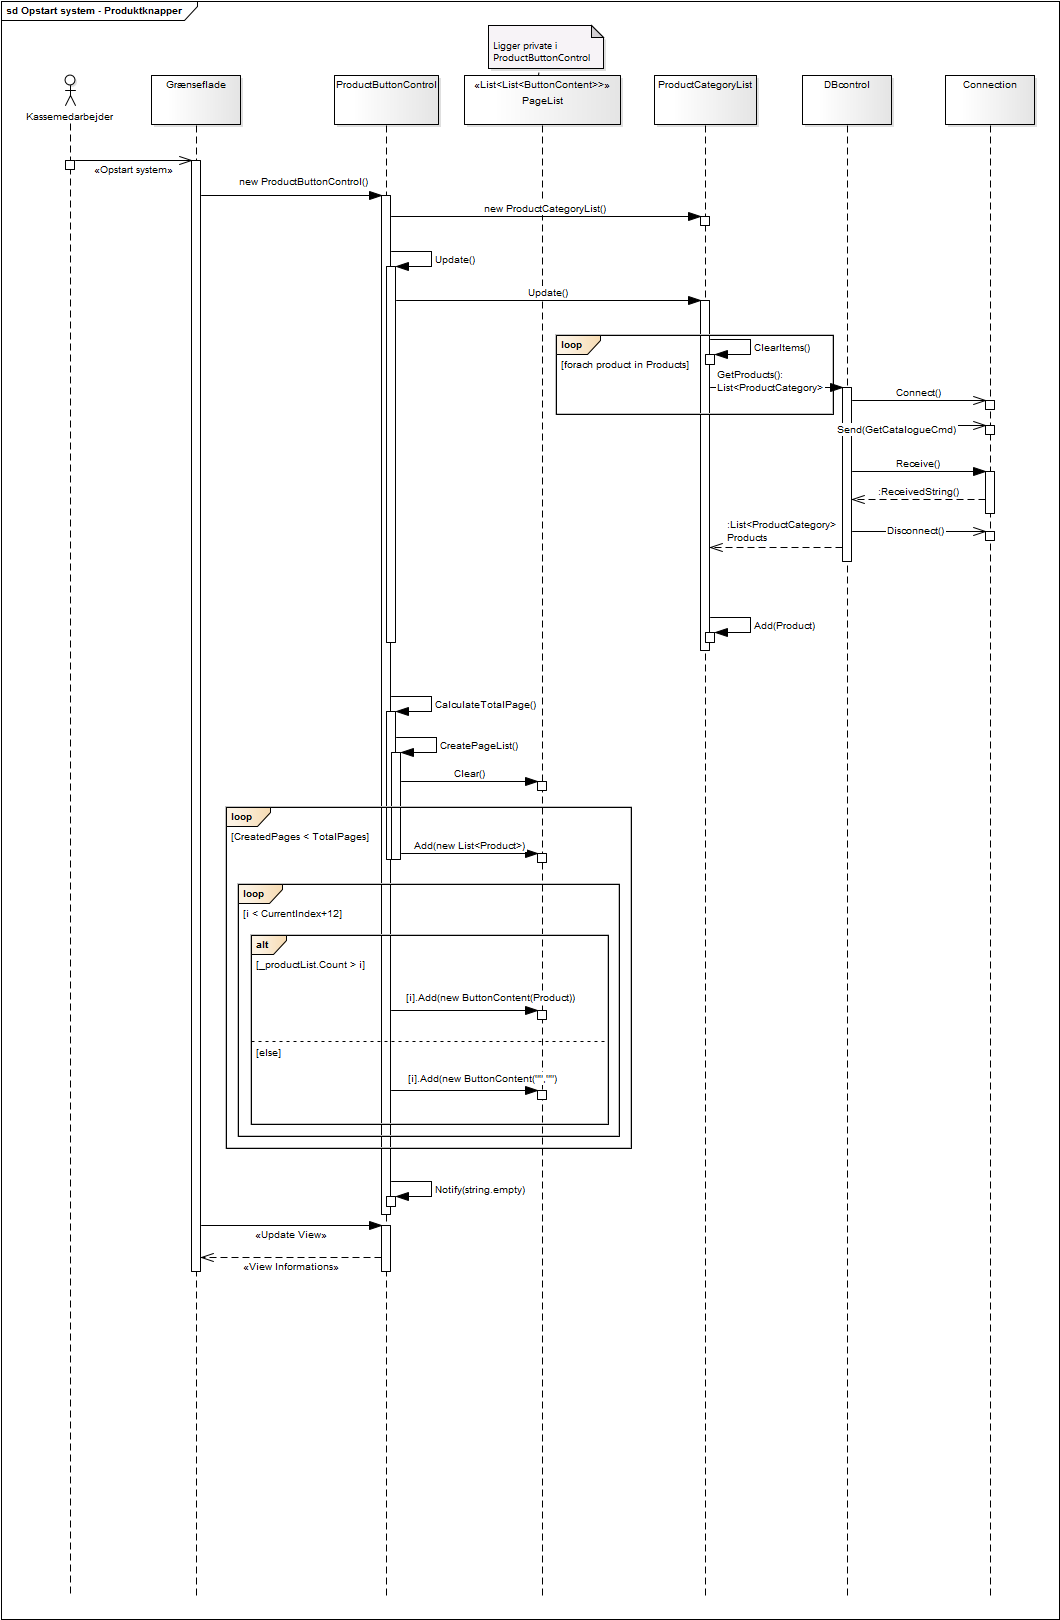 sd Opstart system - Produktknapper
Ligger private i
ProductButtonControl
Kassemedarbejder
Grænseflade
ProductButtonControl
«List<List<ButtonContent>>»
PageList
ProductCategoryList
DBcontrol
Connection
«Opstart system»
new ProductButtonControl()
new ProductCategoryList()
Update()
Update()
loop
[forach product in Products]
ClearItems()
GetProducts():
List<ProductCategory>
Connect()
Send(GetCatalogueCmd)
Receive()
:ReceivedString()
:List<ProductCategory>
Products
Disconnect()
Add(Product)
CalculateTotalPage()
CreatePageList()
Clear()
loop
[CreatedPages < TotalPages]
Add(new List<Product>)
loop
[i < CurrentIndex+12]
alt
[_productList.Count > i]
[i].Add(new ButtonContent(Product))
[else]
[i].Add(new ButtonContent("","")
Notify(string.empty)
«Update View»
«View Informations»